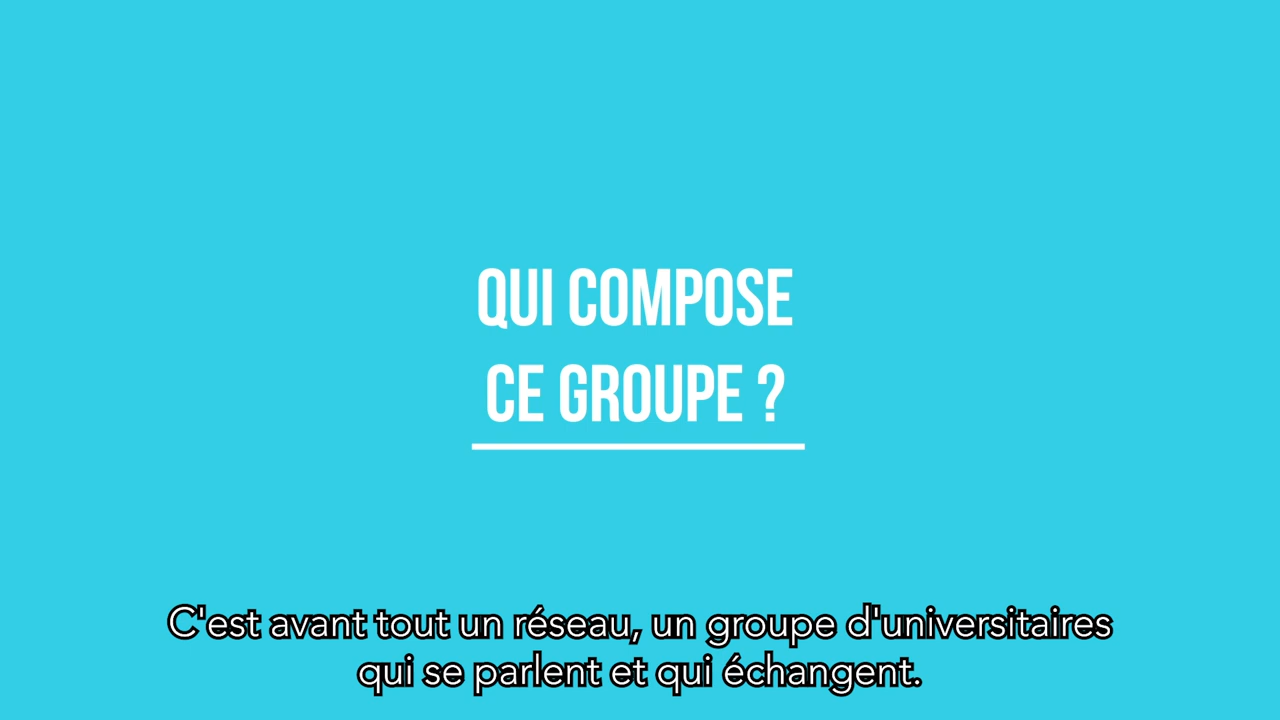 QUI COMPOSE
CE GROUPE ?
C'est avant tout un réseau, un groupe d'universitaires
qui se parlent et qui échangent.